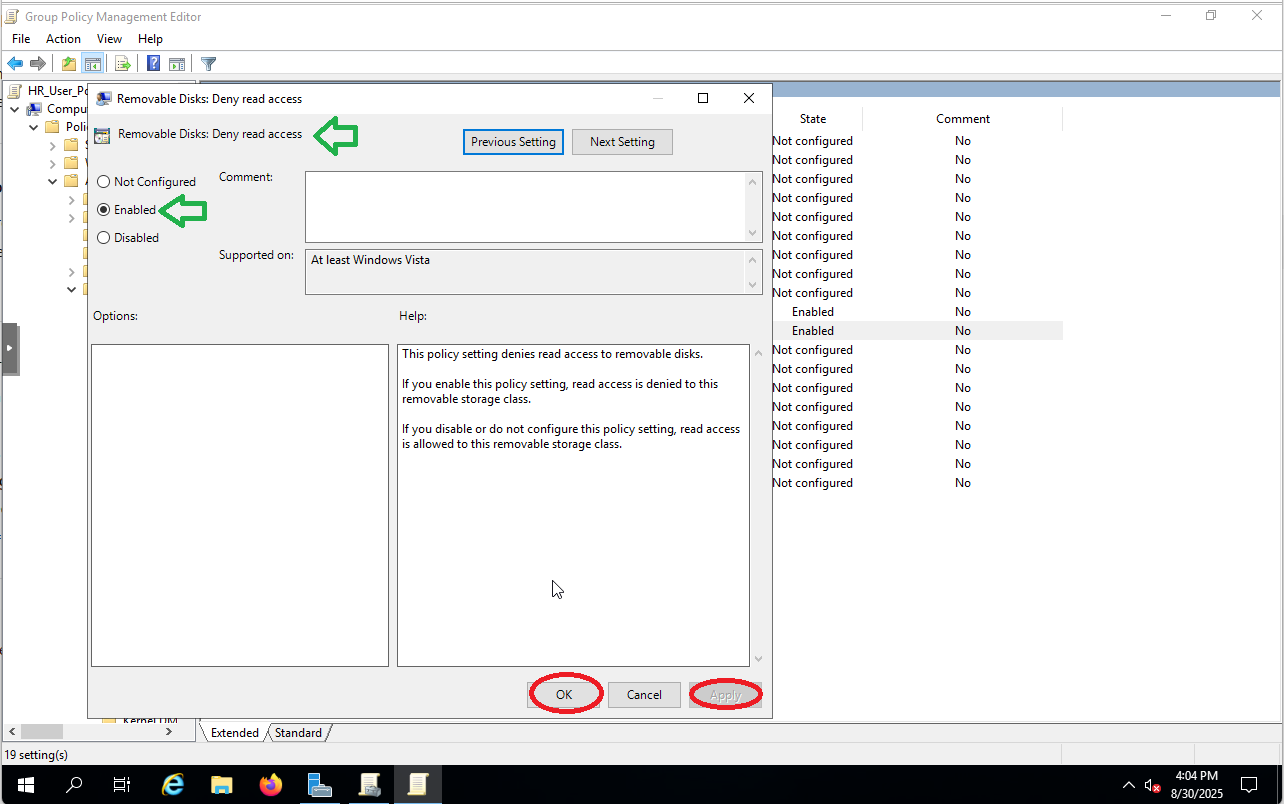 Group Policy Management Editor
File Action View Help
HR_User_Po
Compu
Poli
Removable Disks: Deny read access
Removable Disks: Deny read access
Previous Setting Next Setting
Not Configured
Enabled
Disabled
Comment:
Supported on:
At least Windows Vista
Options:
Help:
This policy setting denies read access to removable disks.
If you enable this policy setting, read access is denied to this
removable storage class.
If you disable or do not configure this policy setting, read access
is allowed to this removable storage class.
OK Cancel Apply
State Comment
Not configured No
Not configured No
Not configured No
Not configured No
Not configured No
Not configured No
Not configured No
Not configured No
Not configured No
Enabled No
Enabled No
Not configured No
Not configured No
Not configured No
Not configured No
Not configured No
Not configured No
Not configured No
Not configured No
Extended Standard
19 setting(s)
4:04 PM
8/30/2025